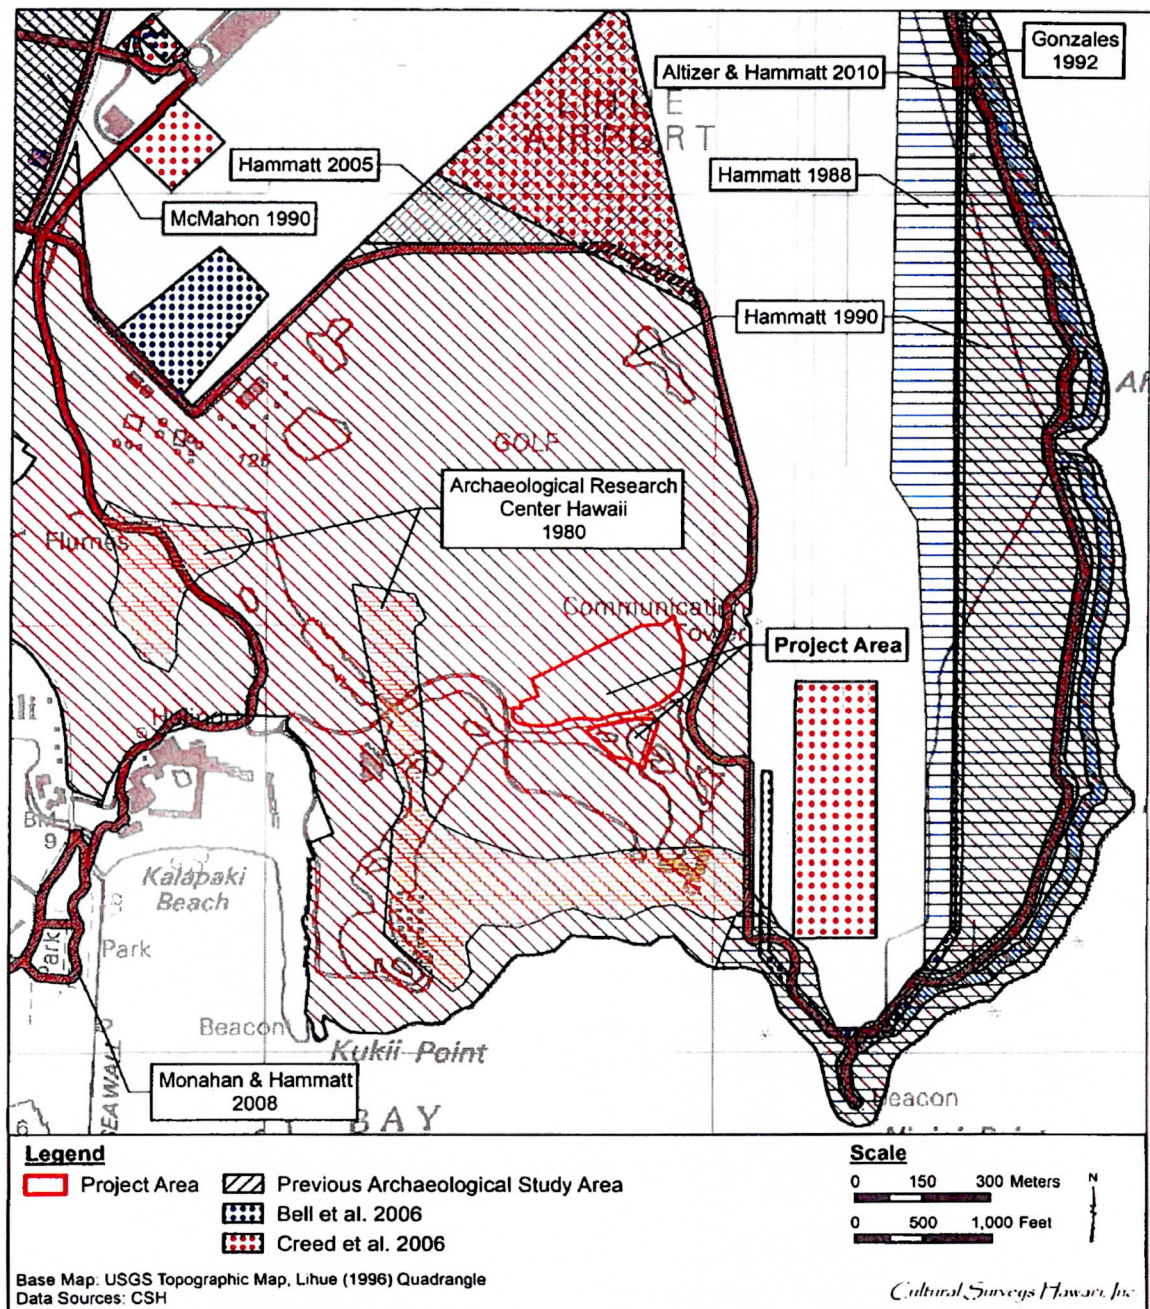 Gonzales
1992
Altizer & Hammatt 2010
LIHUE
AIRPORT
Hammatt 2005
Hammatt 1988
McMahon 1990
Hammatt 1990
GOLF
126
Archaeological Research
Center Hawaii
1980
Flumes
Communication
Tower
Project Area
BM
9
Kalapaki
Beach
Park
Park
Beacon
Kukii Point
SEAWALL
Monahan & Hammatt
2008
BAY
Beacon
Legend
Project Area
Previous Archaeological Study Area
Bell et al. 2006
Creed et al. 2006
Scale
0 150 300 Meters
0 500 1,000 Feet
N
Base Map: USGS Topographic Map, Lihue (1996) Quadrangle
Data Sources: CSH
Cultural Surveys Hawaii, Inc.